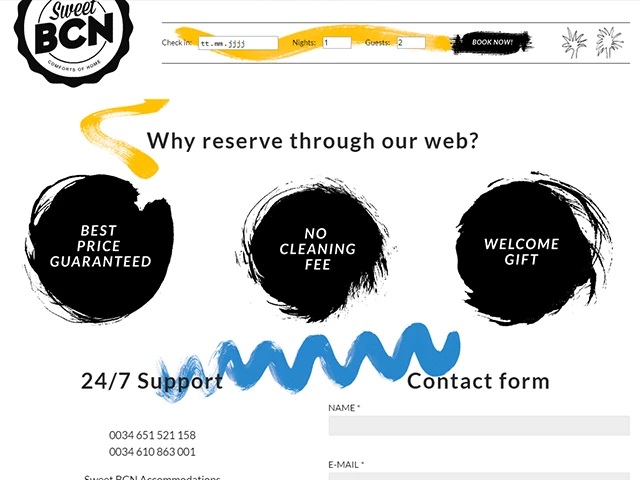 Sweet
BCN
COMFORTS OF HOME
Check in: tt.mm.jjjj Nights: 1 Guests: 2 BOOK NOW!
Why reserve through our web?
BEST
PRICE
GUARANTEED
NO
CLEANING
FEE
WELCOME
GIFT
24/7 Support
0034 651 521 158
0034 610 863 001
Sweet BCN Accommodations
Contact form
NAME *
E-MAIL *